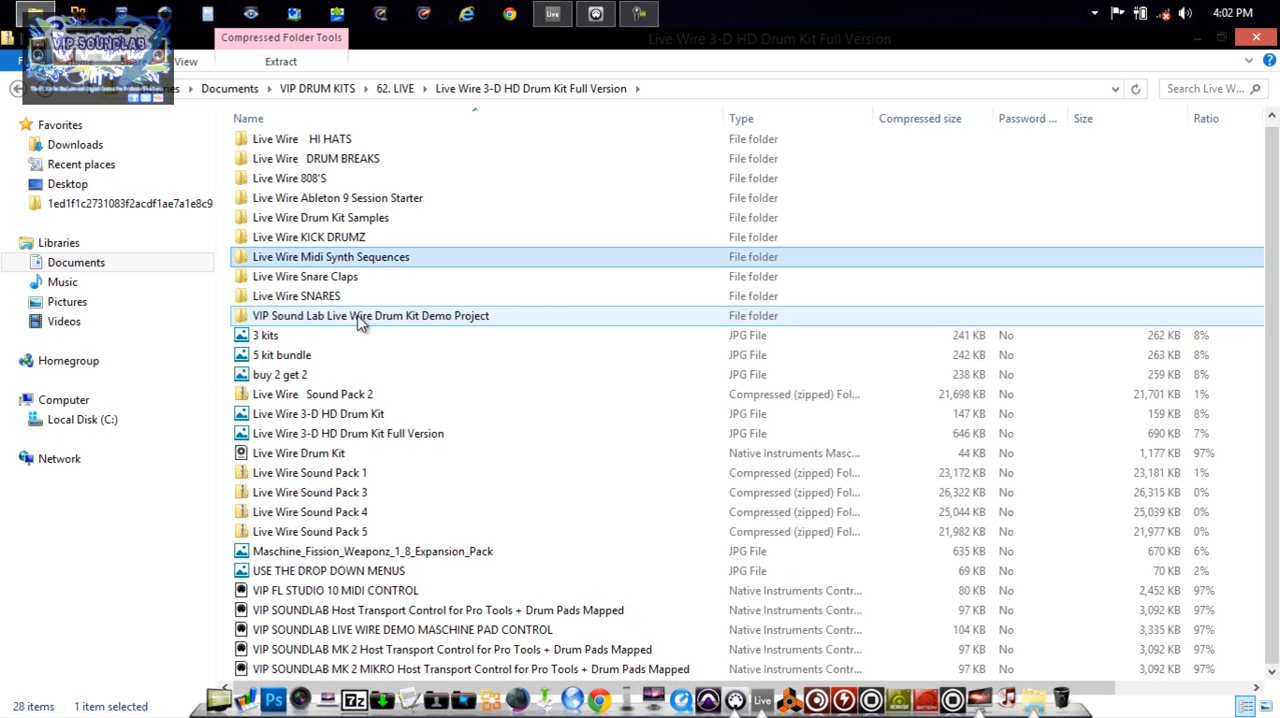 4:02 PM
VIP SOUNDLAB
Compressed Folder Tools
Live Wire 3-D HD Drum Kit Full Version
View
Extract
Documents
VIP DRUM KITS
62. LIVE
Live Wire 3-D HD Drum Kit Full Version
Search Live W...
Name Type Compressed size Password ... Size Ratio
Favorites
Downloads
Recent places
Desktop
1ed1f1c2731083f2acdf1ae7a1e8c9
Libraries
Documents
Music
Pictures
Videos
Homegroup
Computer
Local Disk (C:)
Network
Live Wire HI HATS File folder
Live Wire DRUM BREAKS File folder
Live Wire 808'S File folder
Live Wire Ableton 9 Session Starter File folder
Live Wire Drum Kit Samples File folder
Live Wire KICK DRUMZ File folder
Live Wire Midi Synth Sequences File folder
Live Wire Snare Claps File folder
Live Wire SNARES File folder
VIP Sound Lab Live Wire Drum Kit Demo Project File folder
3 kits JPG File 241 KB No 262 KB 8%
5 kit bundle JPG File 242 KB No 263 KB 8%
buy 2 get 2 JPG File 238 KB No 259 KB 8%
Live Wire Sound Pack 2 Compressed (zipped) Fol... 21,698 KB No 21,701 KB 1%
Live Wire 3-D HD Drum Kit JPG File 147 KB No 159 KB 8%
Live Wire 3-D HD Drum Kit Full Version JPG File 646 KB No 690 KB 7%
Live Wire Drum Kit Native Instruments Masc... 44 KB No 1,177 KB 97%
Live Wire Sound Pack 1 Compressed (zipped) Fol... 23,172 KB No 23,181 KB 1%
Live Wire Sound Pack 3 Compressed (zipped) Fol... 26,322 KB No 26,315 KB 0%
Live Wire Sound Pack 4 Compressed (zipped) Fol... 25,044 KB No 25,039 KB 0%
Live Wire Sound Pack 5 Compressed (zipped) Fol... 21,982 KB No 21,977 KB 0%
Maschine_Fission_Weaponz_1_8_Expansion_Pack JPG File 635 KB No 670 KB 6%
USE THE DROP DOWN MENUS JPG File 69 KB No 70 KB 2%
VIP FL STUDIO 10 MIDI CONTROL Native Instruments Contr... 80 KB No 2,452 KB 97%
VIP SOUNDLAB Host Transport Control for Pro Tools + Drum Pads Mapped Native Instruments Contr... 97 KB No 3,092 KB 97%
VIP SOUNDLAB LIVE WIRE DEMO MASCHINE PAD CONTROL Native Instruments Contr... 104 KB No 3,335 KB 97%
VIP SOUNDLAB MK 2 Host Transport Control for Pro Tools + Drum Pads Mapped Native Instruments Contr... 97 KB No 3,092 KB 97%
VIP SOUNDLAB MK 2 MIKRO Host Transport Control for Pro Tools + Drum Pads Mapped Native Instruments Contr... 97 KB No 3,092 KB 97%
28 items 1 item selected
Live
Live
Ps
7z